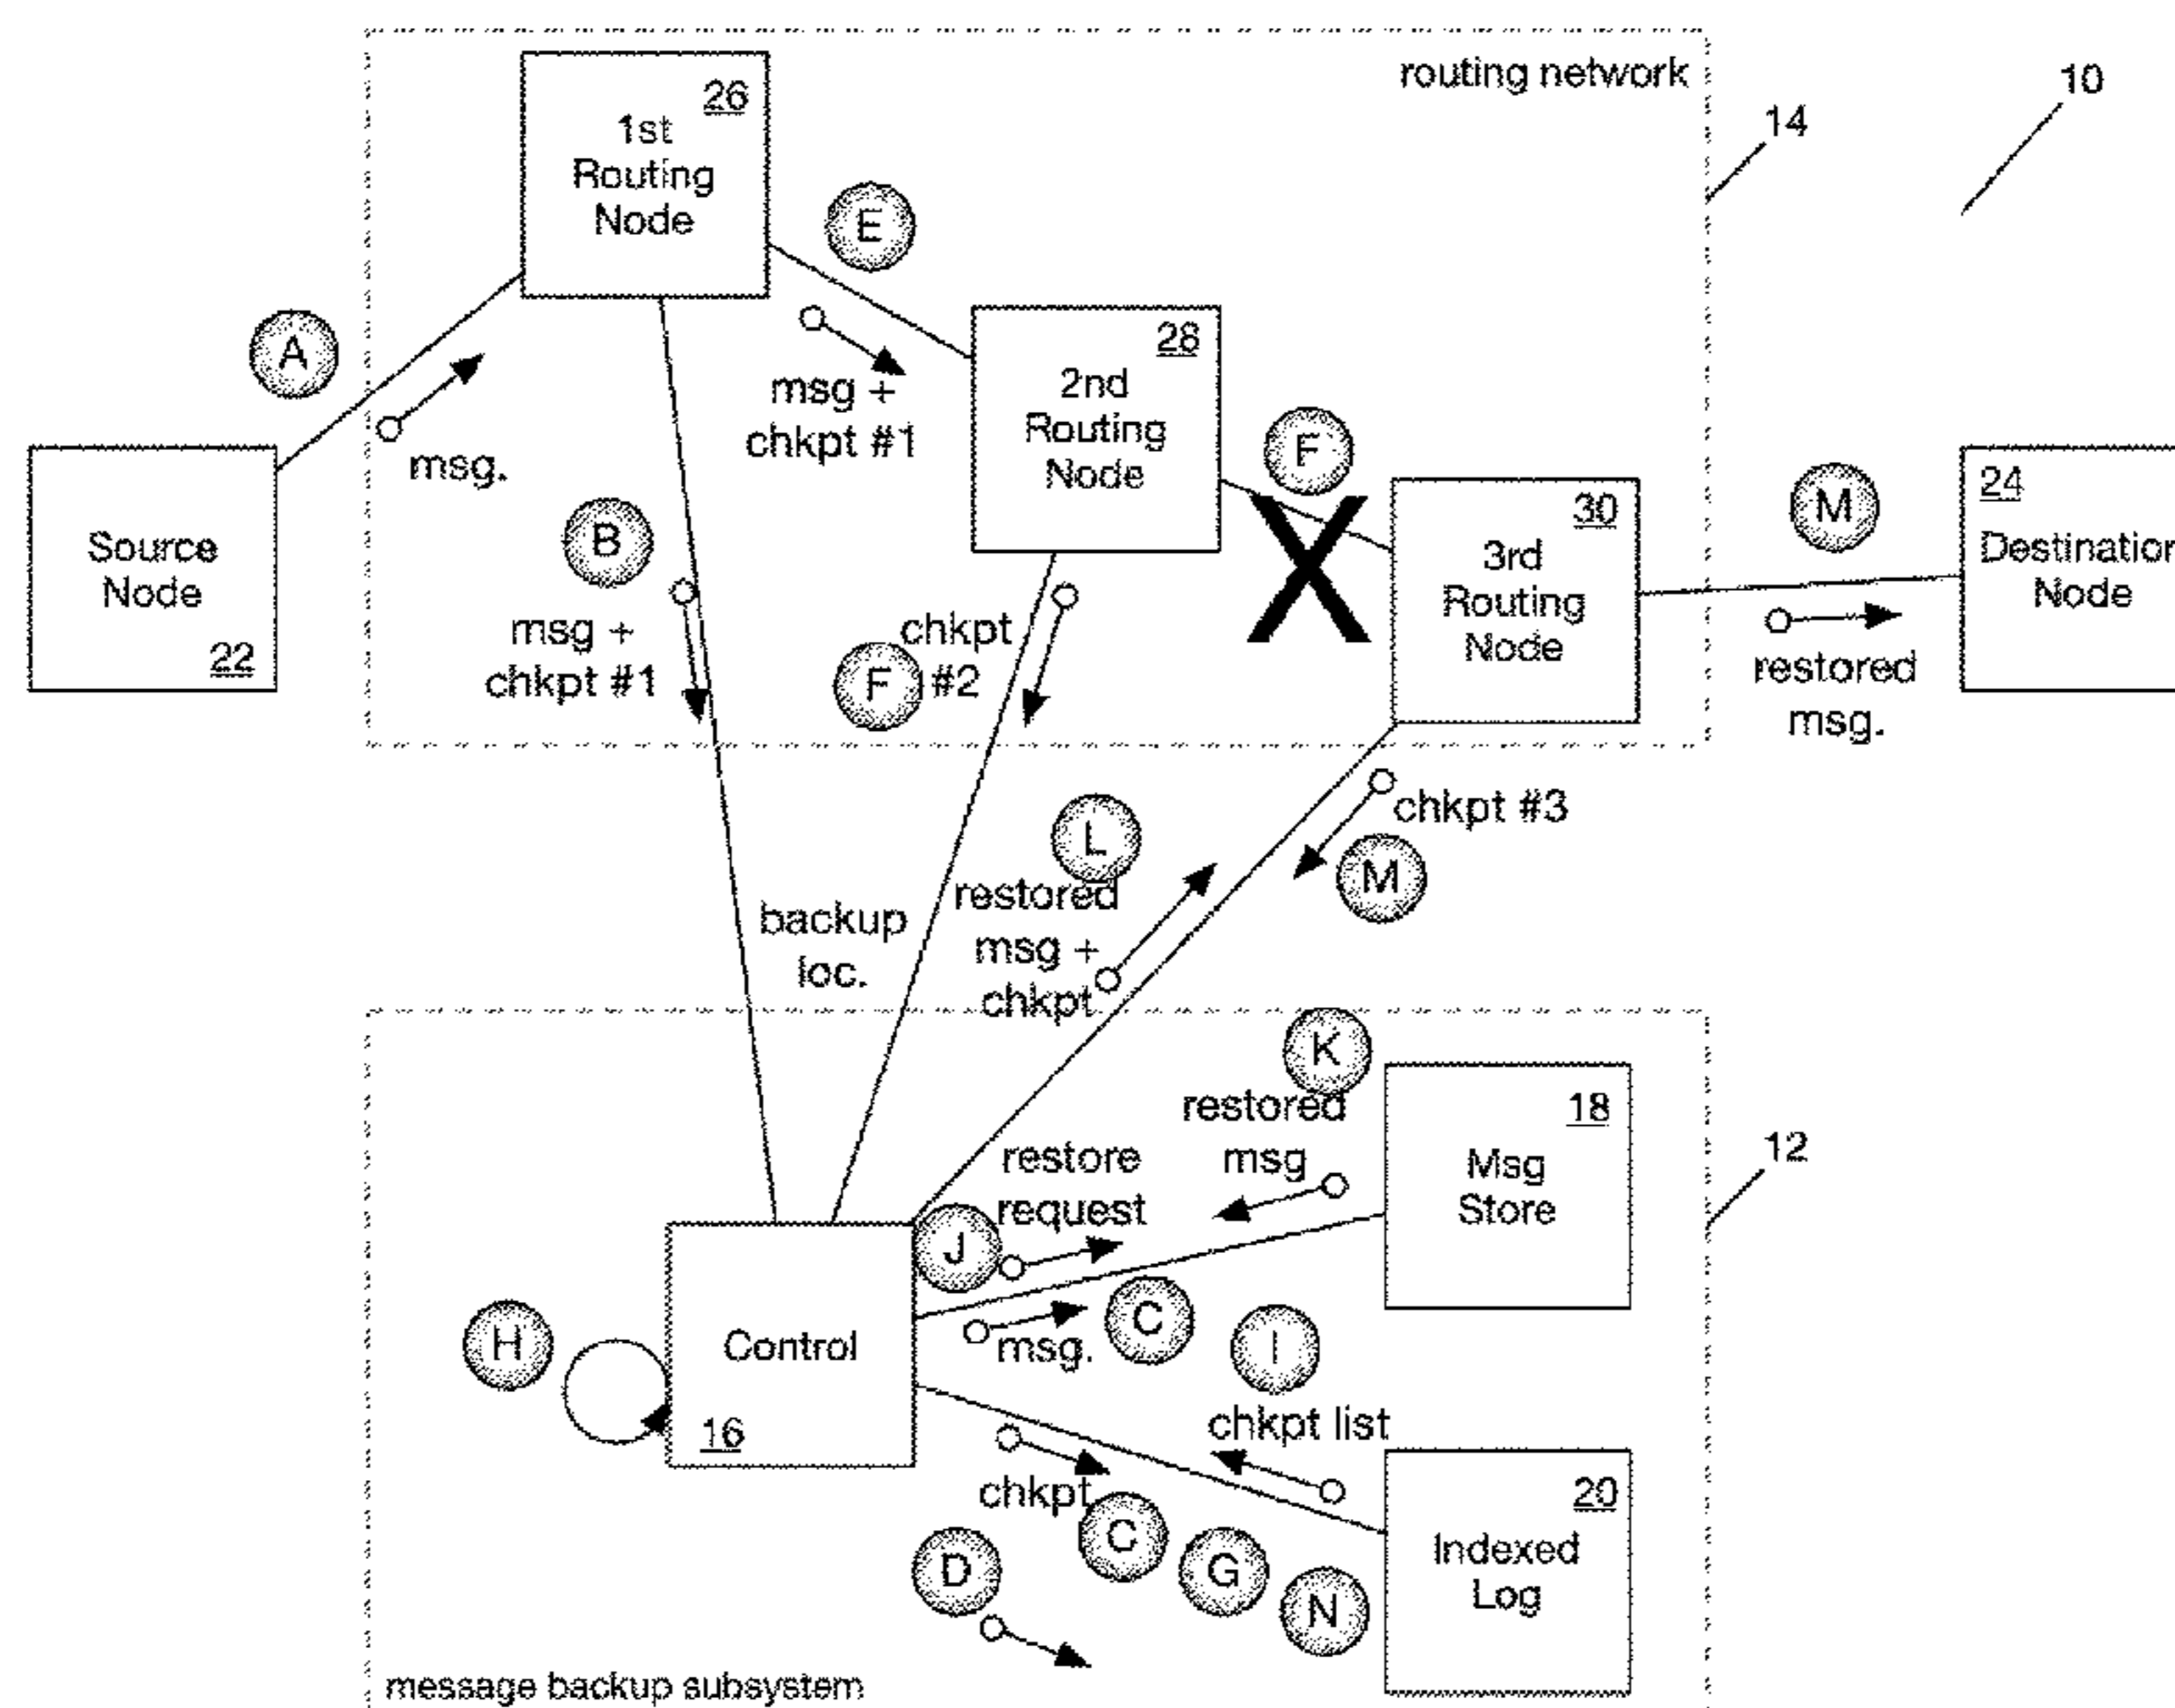 routing network
10
14
26
1st
Routing
Node
E
A
msg.
msg +
chkpt #1
28
2nd
Routing
Node
F
30
3rd
Routing
Node
M
24
Destination
Node
Source
Node
22
B
msg +
chkpt #1
F
chkpt
#2
restored
msg.
chkpt #3
M
L
restored
msg +
chkpt
backup
loc.
K
restored
msg
18
Msg
Store
12
restore
request
J
msg.
C
I
H
Control
16
chkpt list
chkpt
C
G
N
D
20
Indexed
Log
message backup subsystem